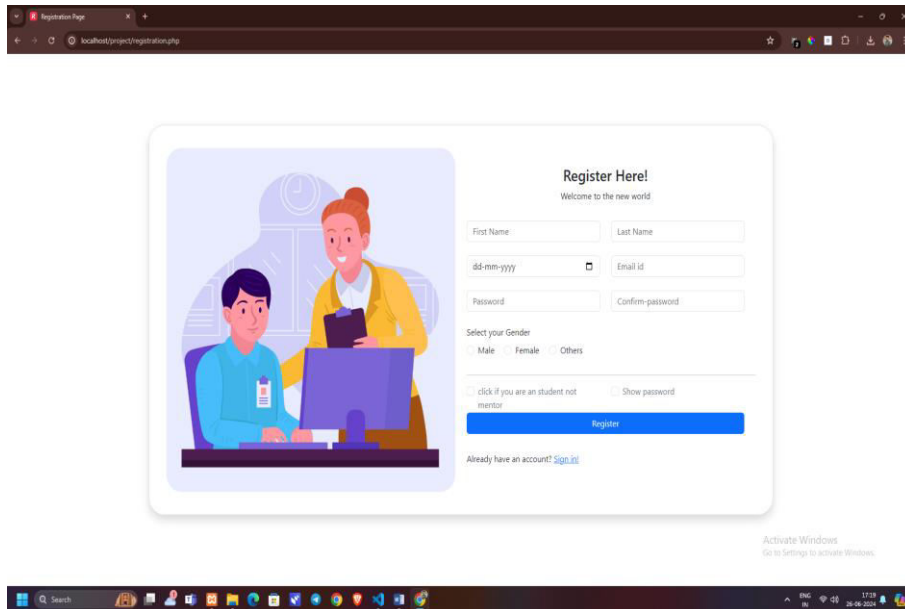 Registration Page
localhost/project/registration.php
Register Here!
Welcome to the new world
First Name
Last Name
dd-mm-yyyy
Email id
Password
Confirm-password
Select your Gender
Male
Female
Others
click if you are an student not
mentor
Show password
Register
Already have an account? Sign in!
Activate Windows
Go to Settings to activate Windows.
Search
ENG
IN
17:19
26-06-2024